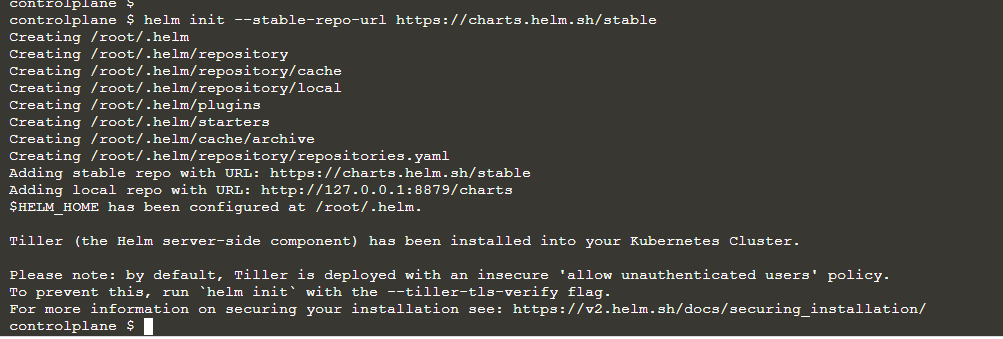 controlplane $
controlplane $ helm init --stable-repo-url https://charts.helm.sh/stable
Creating /root/.helm
Creating /root/.helm/repository
Creating /root/.helm/repository/cache
Creating /root/.helm/repository/local
Creating /root/.helm/plugins
Creating /root/.helm/starters
Creating /root/.helm/cache/archive
Creating /root/.helm/repository/repositories.yaml
Adding stable repo with URL: https://charts.helm.sh/stable
Adding local repo with URL: http://127.0.0.1:8879/charts
$HELM_HOME has been configured at /root/.helm.

Tiller (the Helm server-side component) has been installed into your Kubernetes Cluster.

Please note: by default, Tiller is deployed with an insecure 'allow unauthenticated users' policy.
To prevent this, run `helm init` with the --tiller-tls-verify flag.
For more information on securing your installation see: https://v2.helm.sh/docs/securing_installation/
controlplane $